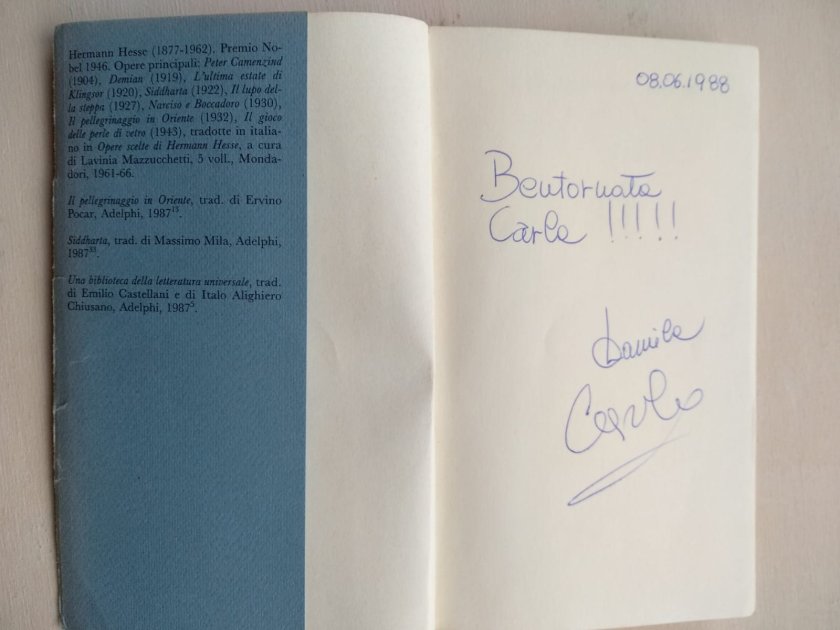 Hermann Hesse (1877-1962). Premio No-
bel 1946. Opere principali: Peter Camenzind
(1904), Demian (1919), L'ultima estate di
Klingsor (1920), Siddharta (1922), Il lupo del-
la steppa (1927), Narciso e Boccadoro (1930),
Il pellegrinaggio in Oriente (1932), Il gioco
delle perle di vetro (1943), tradotte in italia-
no in Opere scelte di Hermann Hesse, a cura
di Lavinia Mazzucchetti, 5 voll., Monda-
dori, 1961-66.
Il pellegrinaggio in Oriente, trad. di Ervino
Pocar, Adelphi, 1987¹⁵.
Siddharta, trad. di Massimo Mila, Adelphi,
1987³³.
Una biblioteca della letteratura universale, trad.
di Emilio Castellani e di Italo Alighiero
Chiusano, Adelphi, 1987⁵.
08.06.1988
Bentornata
Carla !!!!!
Danila
Carlo